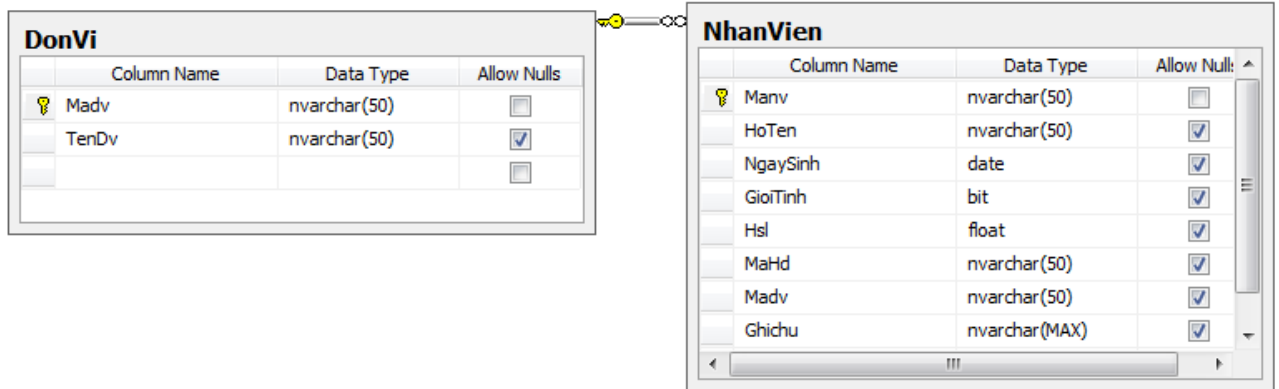 DonVi
Column Name Data Type Allow Nulls
Madv nvarchar(50)
TenDv nvarchar(50)
NhanVien
Column Name Data Type Allow Null
Manv nvarchar(50)
HoTen nvarchar(50)
NgaySinh date
GioiTinh bit
Hsl float
MaHd nvarchar(50)
Madv nvarchar(50)
Ghichu nvarchar(MAX)